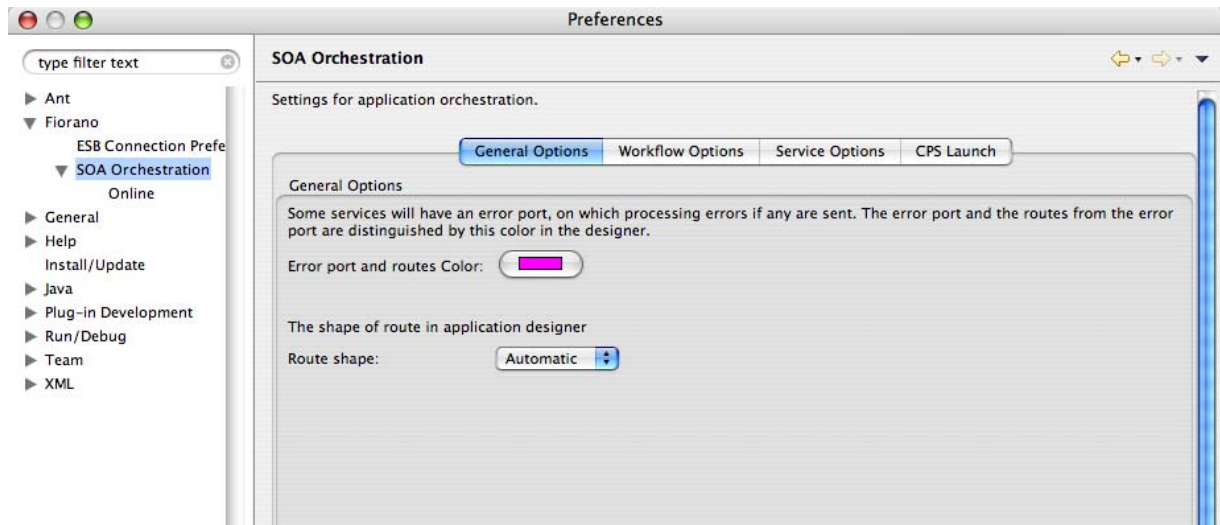 Preferences
type filter text
Ant
Fiorano
ESB Connection Prefe
SOA Orchestration
Online
General
Help
Install/Update
Java
Plug-in Development
Run/Debug
Team
XML
SOA Orchestration
Settings for application orchestration.
General Options Workflow Options Service Options CPS Launch
General Options
Some services will have an error port, on which processing errors if any are sent. The error port and the routes from the error
port are distinguished by this color in the designer.
Error port and routes Color:
The shape of route in application designer
Route shape: Automatic